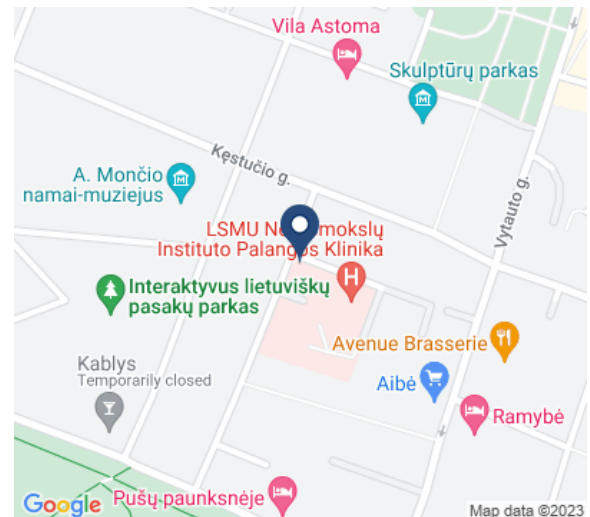 Vila Astoma
Skulptūrų parkas
Kęstučio g.
A. Mončio
namai-muziejus
Vytauto g.
LSMU
Instituto Palangos Klinika
H
Interaktyvus lietuviškų
pasakų parkas
Avenue Brasserie
Kablys
Temporarily closed
Aibė
Ramybė
Google
Pušų paunksnėje
Map data ©2023